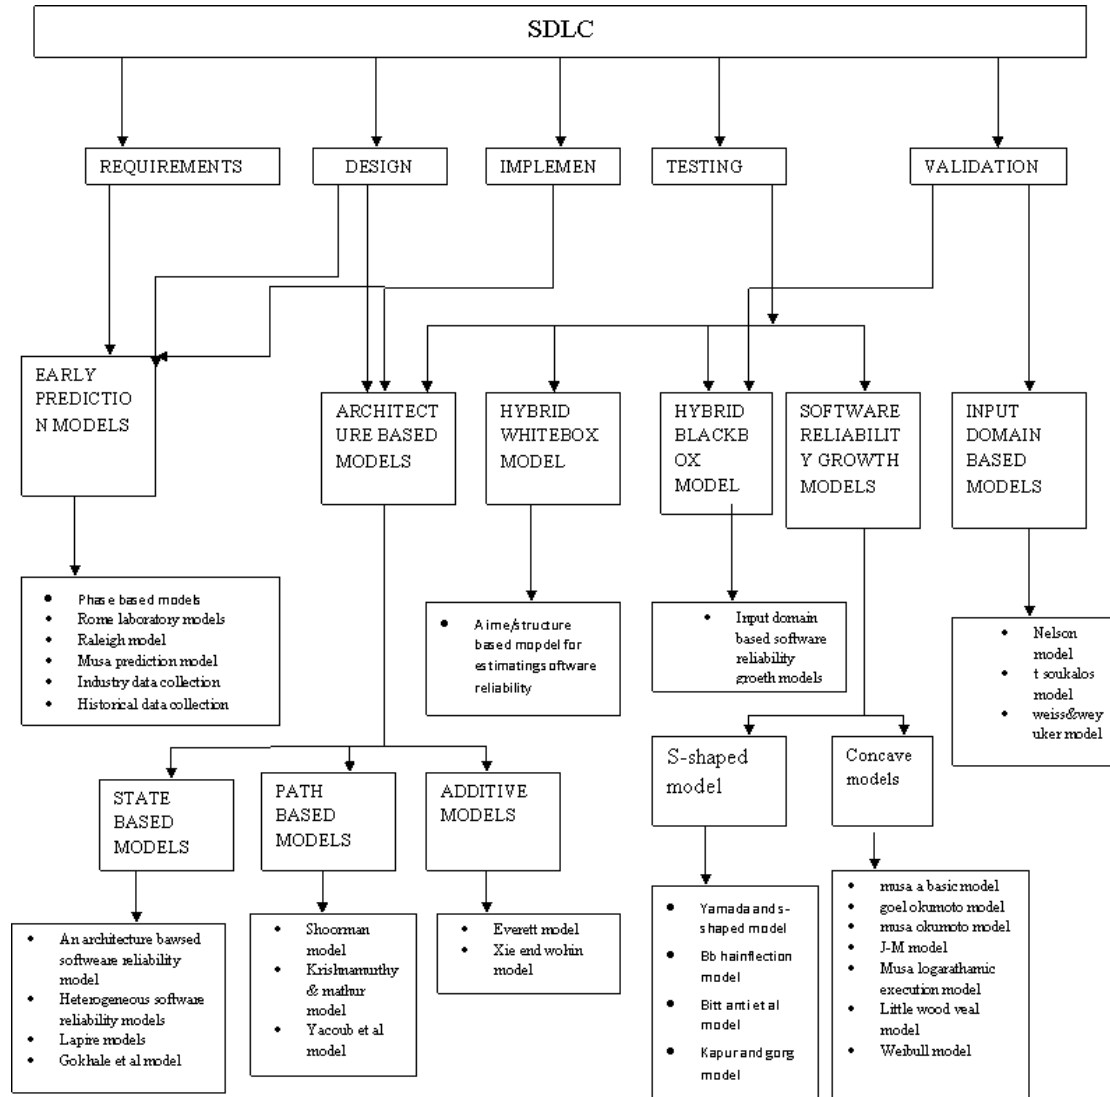 SDLC
REQUIREMENTS
DESIGN
IMPLEMEN
TESTING
VALIDATION
EARLY
PREDICTIO
N MODELS
ARCHITECT
URE BASED
MODELS
HYBRID
WHITEBOX
MODEL
HYBRID
BLACKB
OX
MODEL
SOFTWARE
RELIABILIT
Y GROWTH
MODELS
INPUT
DOMAIN
BASED
MODELS
• Phase based models
• Rome laboratory models
• Raleigh model
• Musa prediction model
• Industry data collection
• Historical data collection
• A ime/structure
based mopdel for
estimatingsoftware
reliability
• Input domain
based software
reliability
growth models
• Nelson
model
• t soukalos
model
• weiss&wey
uker model
S-shaped
model
Concave
models
STATE
BASED
MODELS
PATH
BASED
MODELS
ADDITIVE
MODELS
• An architecture bawsed
softweare reliability
model
• Heterogeneous software
reliability models
• Lapire models
• Gokhale et al model
• Shoorman
model
• Krishnamurthy
& mathur
model
• Yacoub et al
model
• Everett model
• Xie end wohin
model
• Yamada and s-
shaped model
• Bb hainflection
model
• Bitt anti et al
model
• Kapur and gorg
model
• musa a basic model
• goel okumoto model
• musa okumoto model
• J-M model
• Musa logarathamic
execution model
• Little wood veal
model
• Weibull model